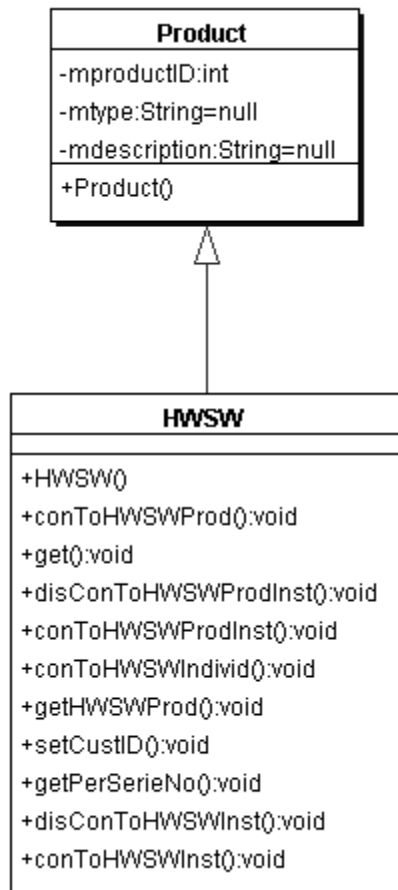 Product
-mproductID:int
-mtype:String=null
-mdescription:String=null
+Product()
HWSW
+HWSW()
+conToHWSWProd():void
+get():void
+disConToHWSWProdInst():void
+conToHWSWProdInst():void
+conToHWSWIndivid():void
+getHWSWProd():void
+setCustID():void
+getPerSerieNo():void
+disConToHWSWInst():void
+conToHWSWInst():void